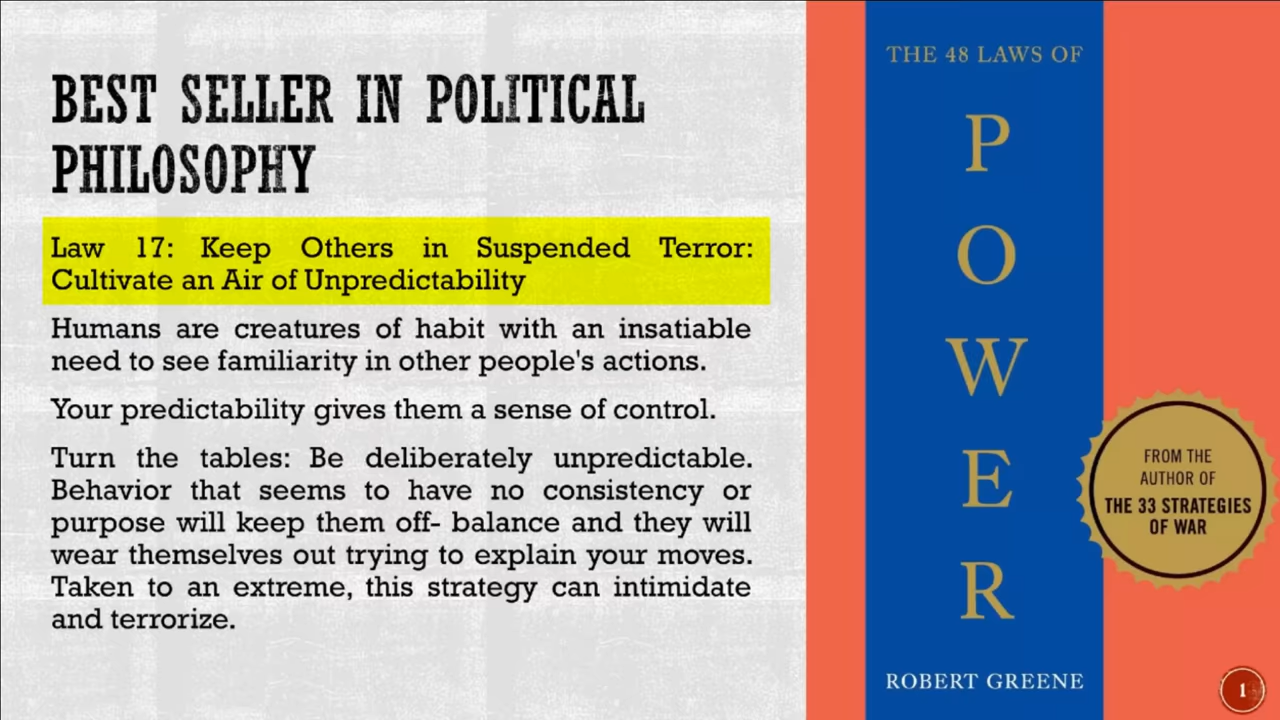 BEST SELLER IN POLITICAL
PHILOSOPHY
Law 17: Keep Others in Suspended Terror:
Cultivate an Air of Unpredictability
Humans are creatures of habit with an insatiable
need to see familiarity in other people's actions.
Your predictability gives them a sense of control.
Turn the tables: Be deliberately unpredictable.
Behavior that seems to have no consistency or
purpose will keep them off- balance and they will
wear themselves out trying to explain your moves.
Taken to an extreme, this strategy can intimidate
and terrorize.
THE 48 LAWS OF
P
O
W
E
R
FROM THE
AUTHOR OF
THE 33 STRATEGIES
OF WAR
ROBERT GREENE
1